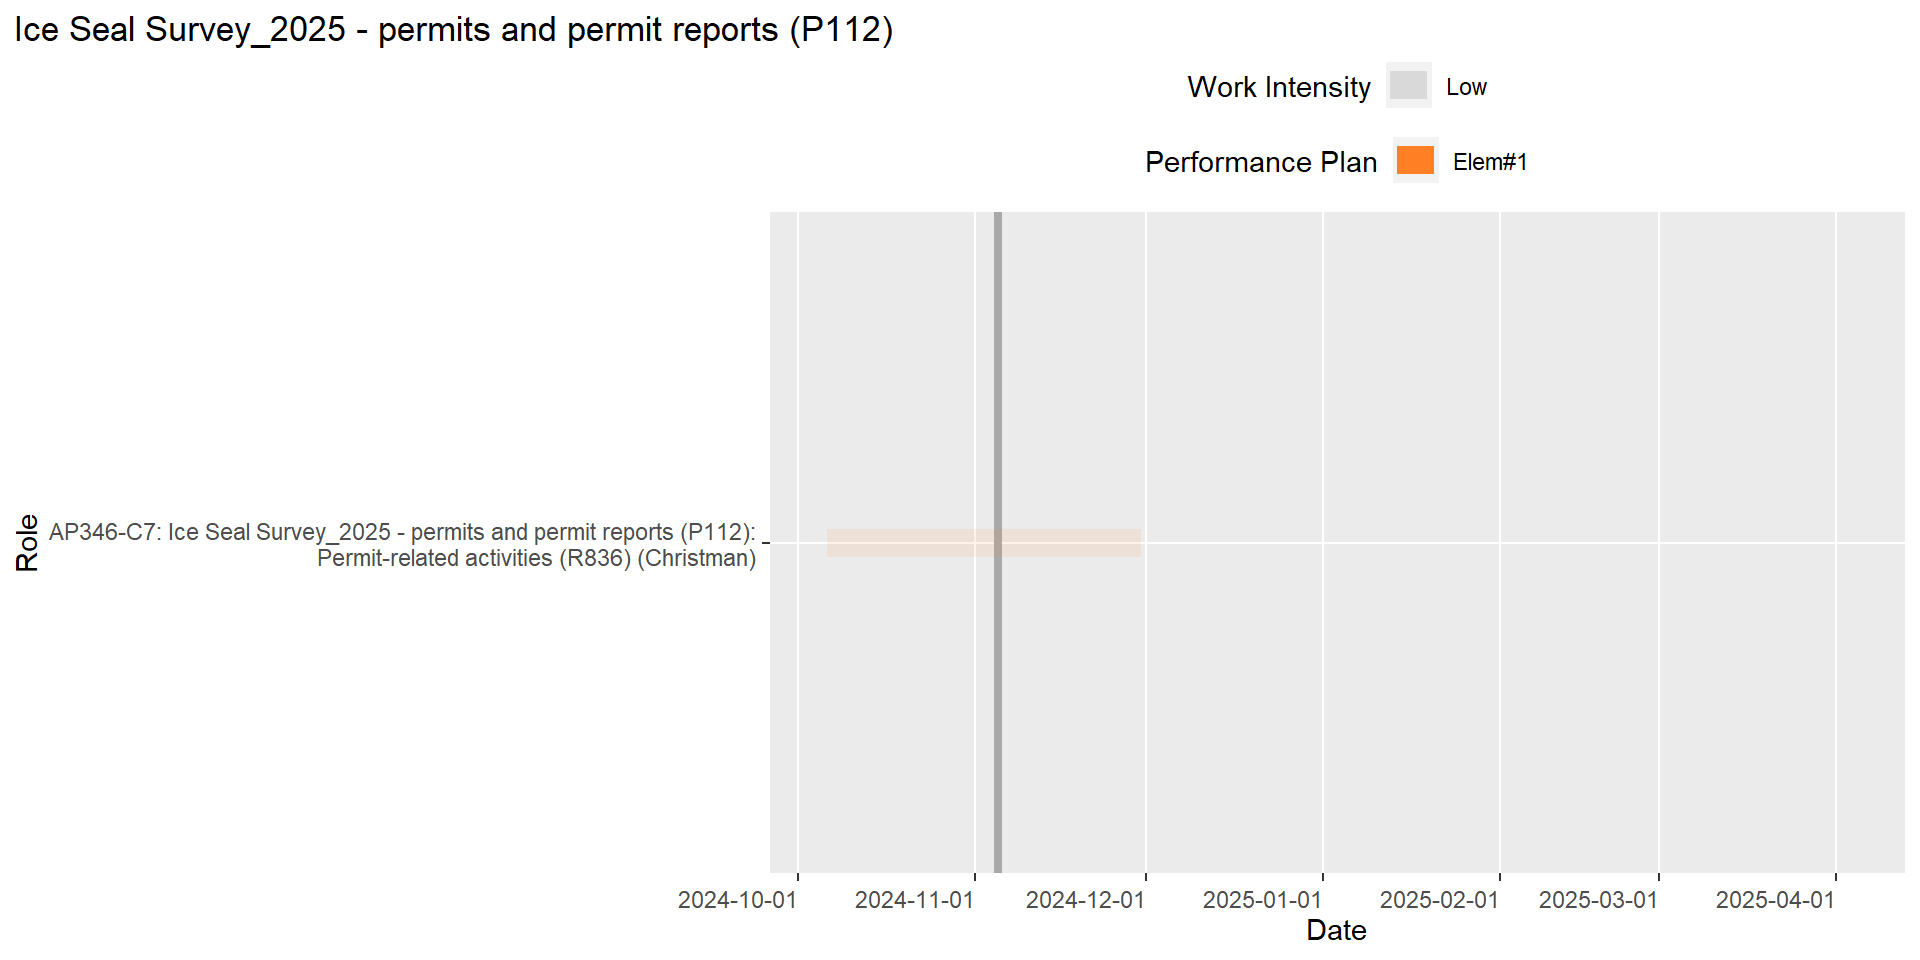 Ice Seal Survey_2025 - permits and permit reports (P112)
Work Intensity Low
Performance Plan Elem#1
Role
AP346-C7: Ice Seal Survey_2025 - permits and permit reports (P112):
Permit-related activities (R836) (Christman)
2024-10-01 2024-11-01 2024-12-01 2025-01-01 2025-02-01 2025-03-01 2025-04-01
Date